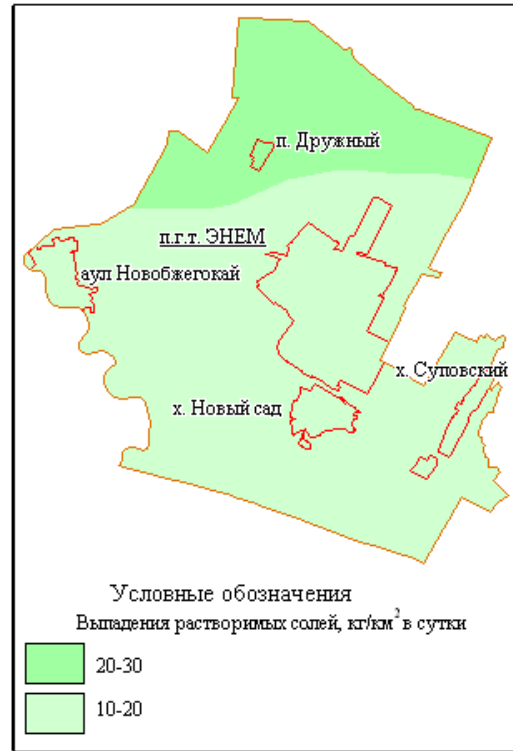 п. Дружный
п.г.т. ЭНЕМ
аул Новобжегокай
х. Суповский
х. Новый сад
Условные обозначения
Выпадения растворимых солей, кг/км² в сутки
20-30
10-20